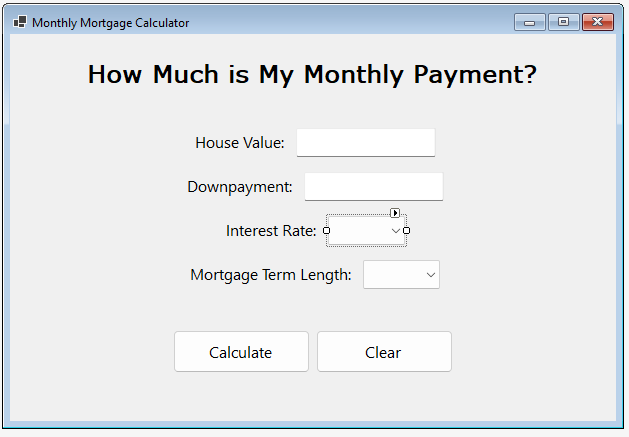 Monthly Mortgage Calculator
How Much is My Monthly Payment?
House Value:
Downpayment:
Interest Rate:
Mortgage Term Length:
Calculate Clear